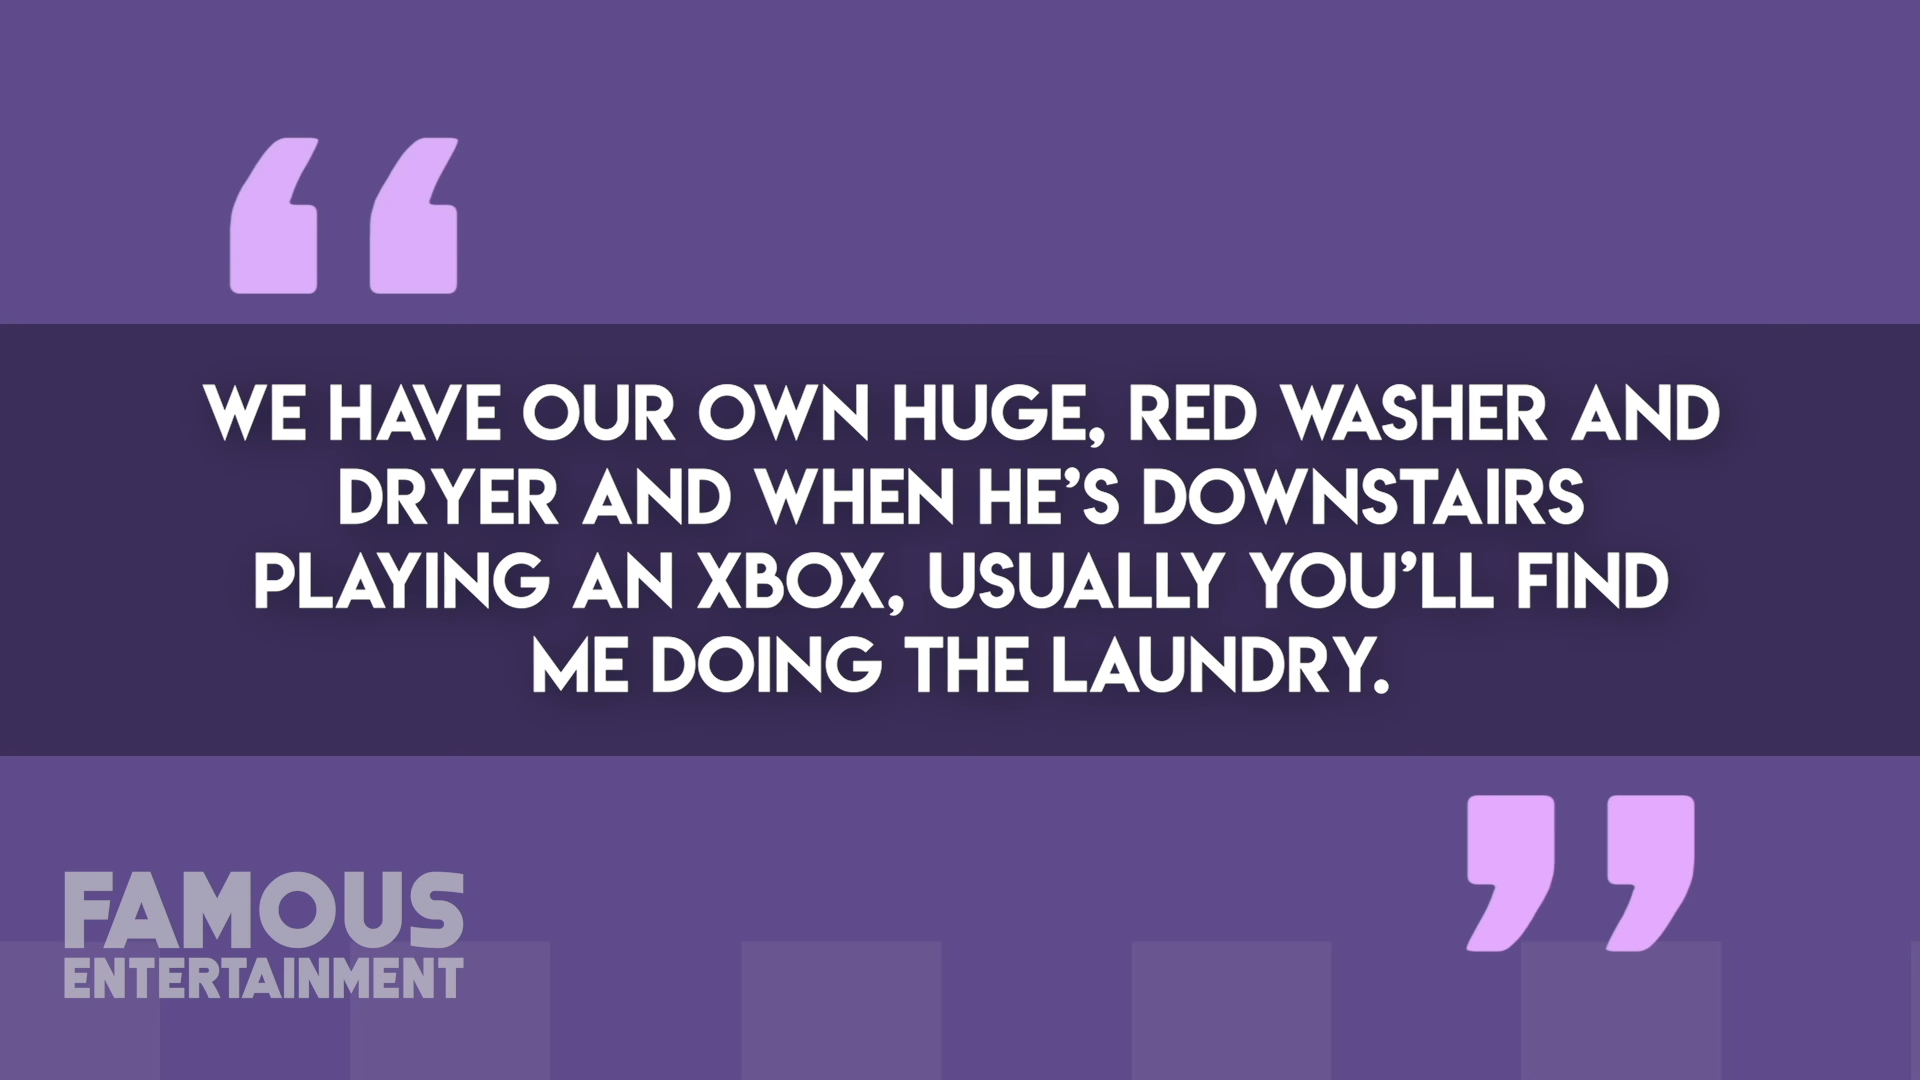 WE HAVE OUR OWN HUGE, RED WASHER AND
DRYER AND WHEN HE’S DOWNSTAIRS
PLAYING AN XBOX, USUALLY YOU’LL FIND
ME DOING THE LAUNDRY.
FAMOUS
ENTERTAINMENT